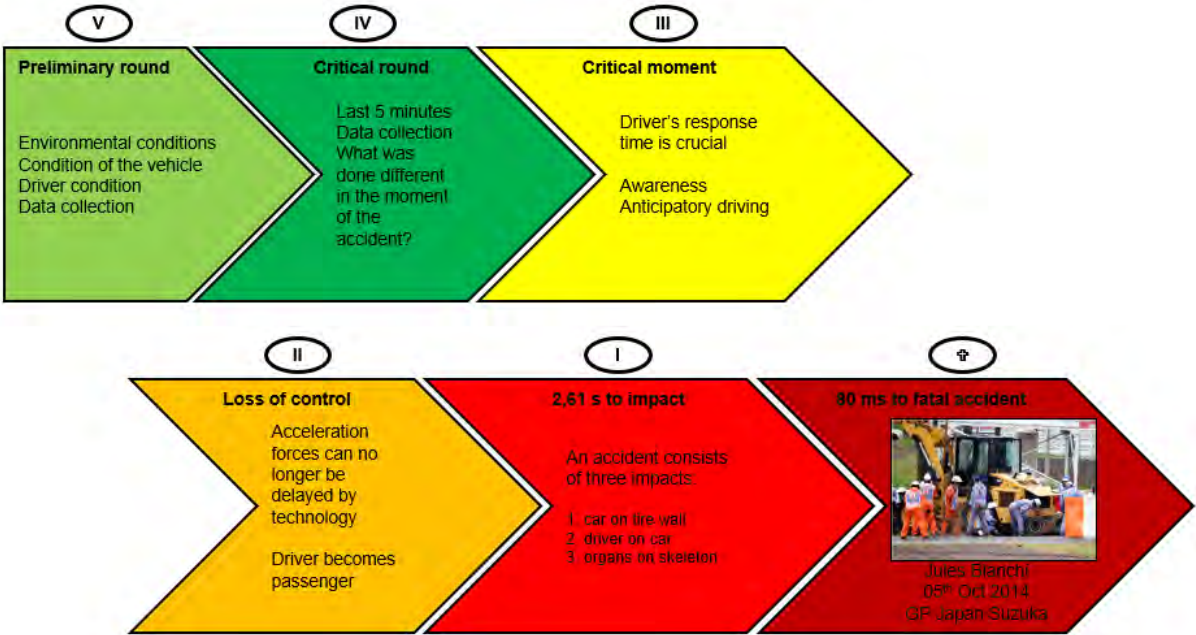 V
Preliminary round
Environmental conditions
Condition of the vehicle
Driver condition
Data collection
IV
Critical round
Last 5 minutes
Data collection
What was
done different
in the moment
of the
accident?
III
Critical moment
Driver's response
time is crucial
Awareness
Anticipatory driving
II
Loss of control
Acceleration
forces can no
longer be
delayed by
technology
Driver becomes
passenger
I
2,61 s to impact
An accident consists
of three impacts:
1. car on tire wall
2. driver on car
3. organs on skeleton
✞
80 ms to fatal accident
Jules Bianchi
05th Oct 2014
GP Japan Suzuka